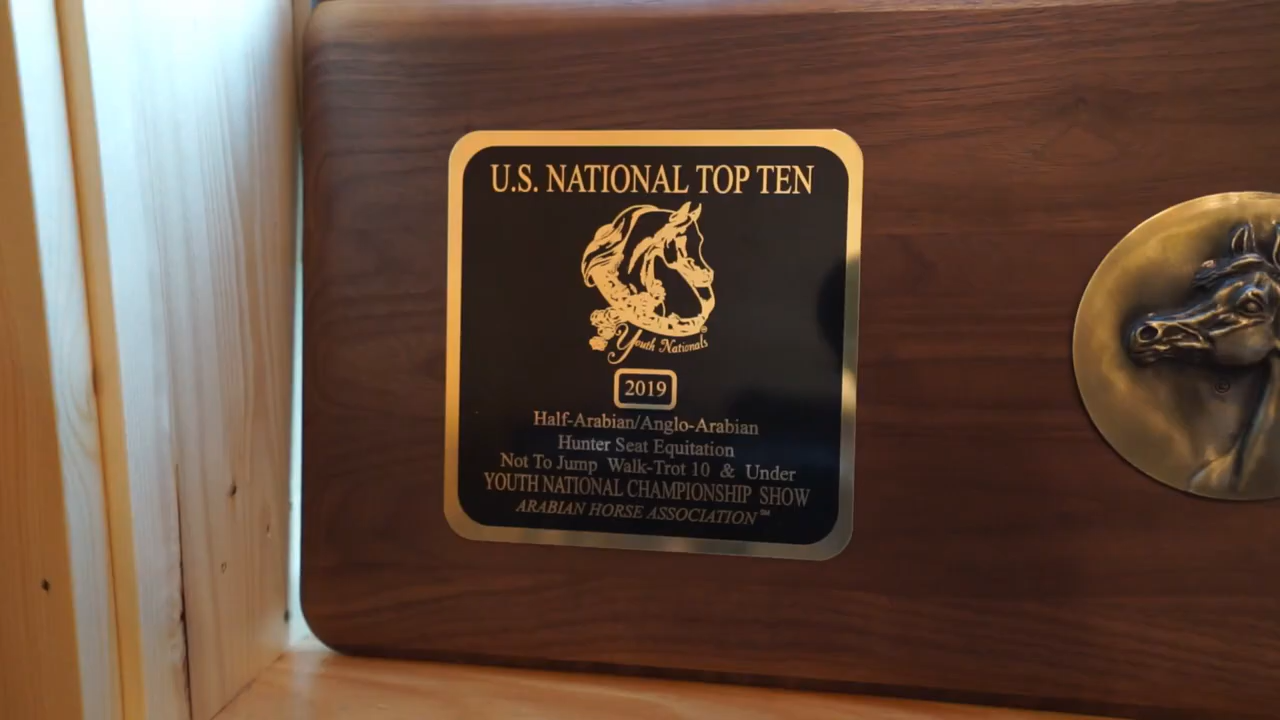 U.S. NATIONAL TOP TEN
Youth Nationals
2019
Half-Arabian/Anglo-Arabian
Hunter Seat Equitation
Not To Jump Walk-Trot 10 & Under
YOUTH NATIONAL CHAMPIONSHIP SHOW
ARABIAN HORSE ASSOCIATION℠
©